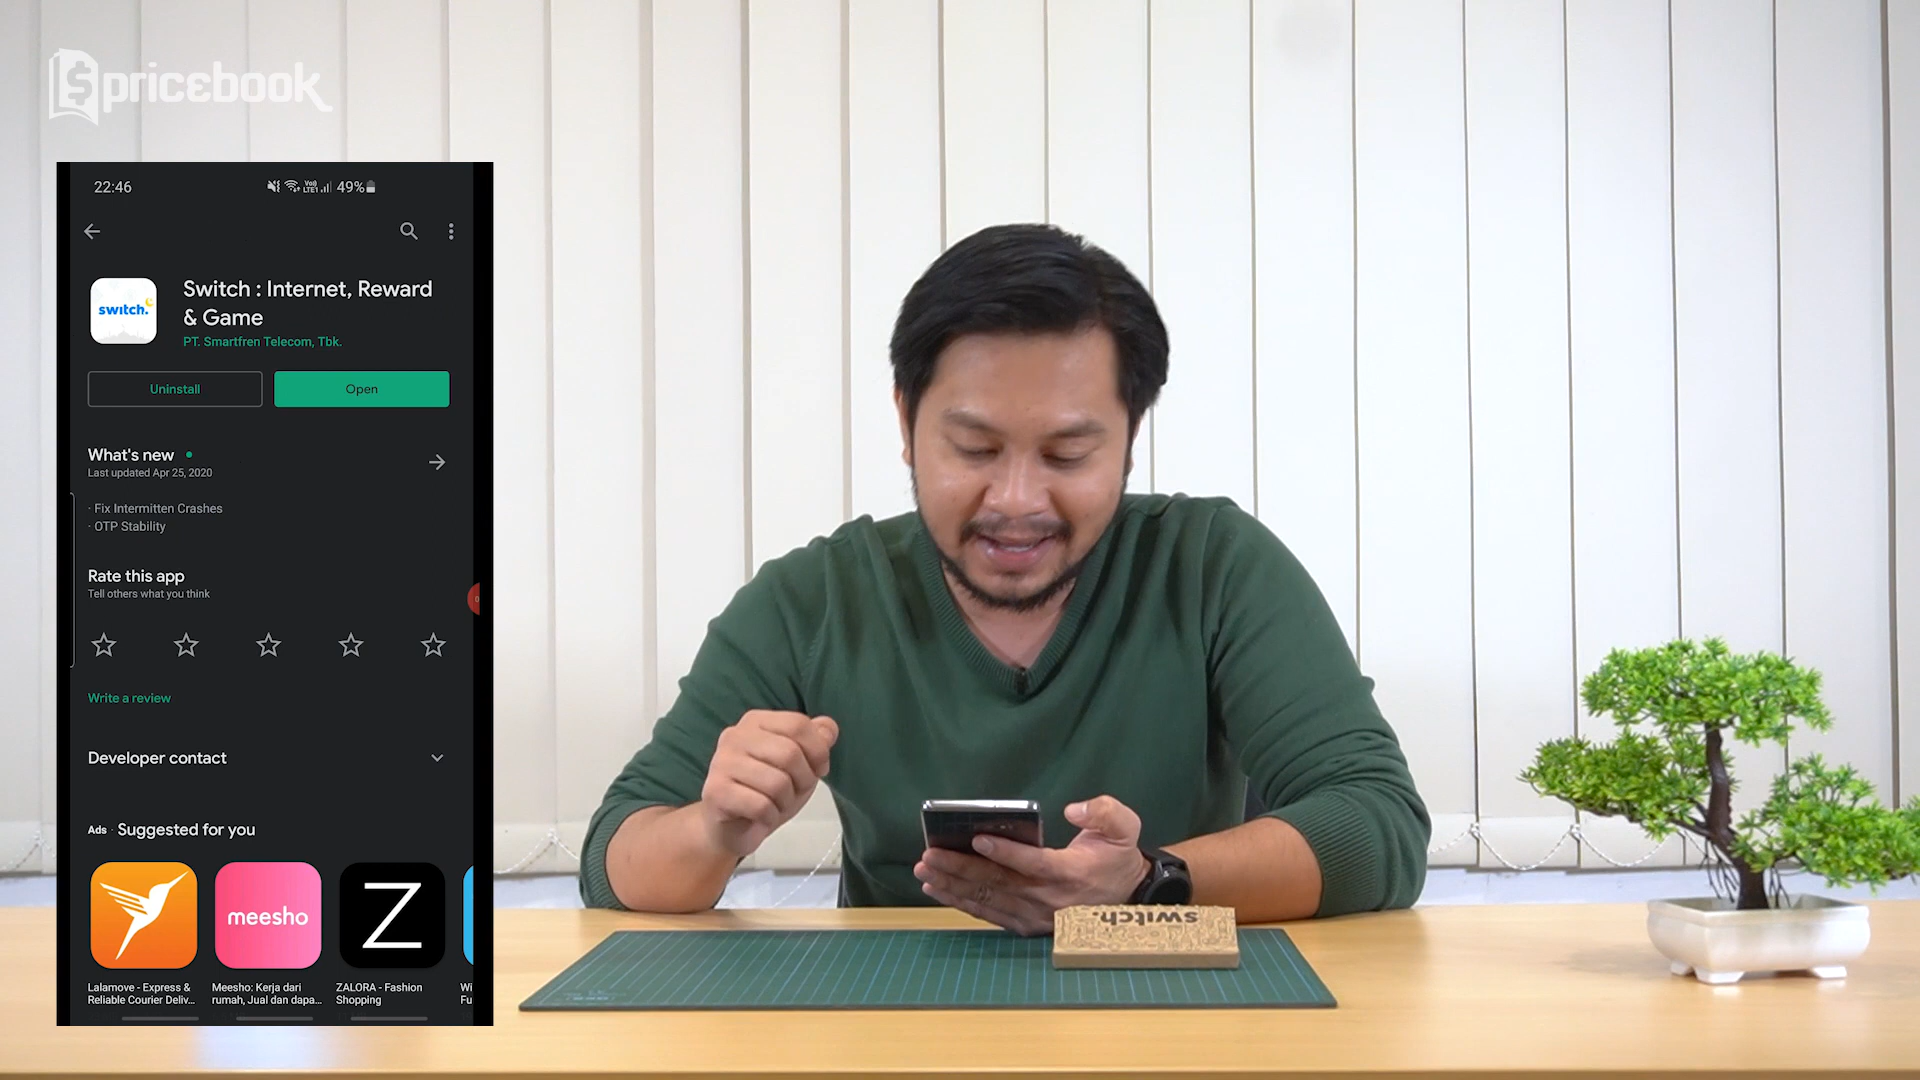 pricebook
22:46
49%
Switch : Internet, Reward
& Game
switch.
PT. Smartfren Telecom, Tbk.
Uninstall
Open
What's new
Last updated Apr 25, 2020
· Fix Intermitten Crashes
· OTP Stability
Rate this app
Tell others what you think
Write a review
Developer contact
Ads · Suggested for you
meesho
Z
Lalamove - Express &
Reliable Courier Deliv...
Meesho: Kerja dari
rumah, Jual dan dapa...
ZALORA - Fashion
Shopping
Wi
Fu
switch.